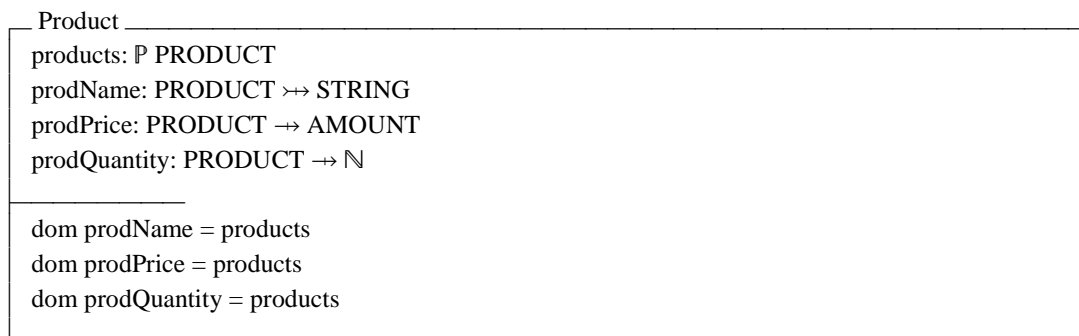 Product
products: ℙ PRODUCT
prodName: PRODUCT ⤔ STRING
prodPrice: PRODUCT ⇸ AMOUNT
prodQuantity: PRODUCT ⇸ ℕ
dom prodName = products
dom prodPrice = products
dom prodQuantity = products